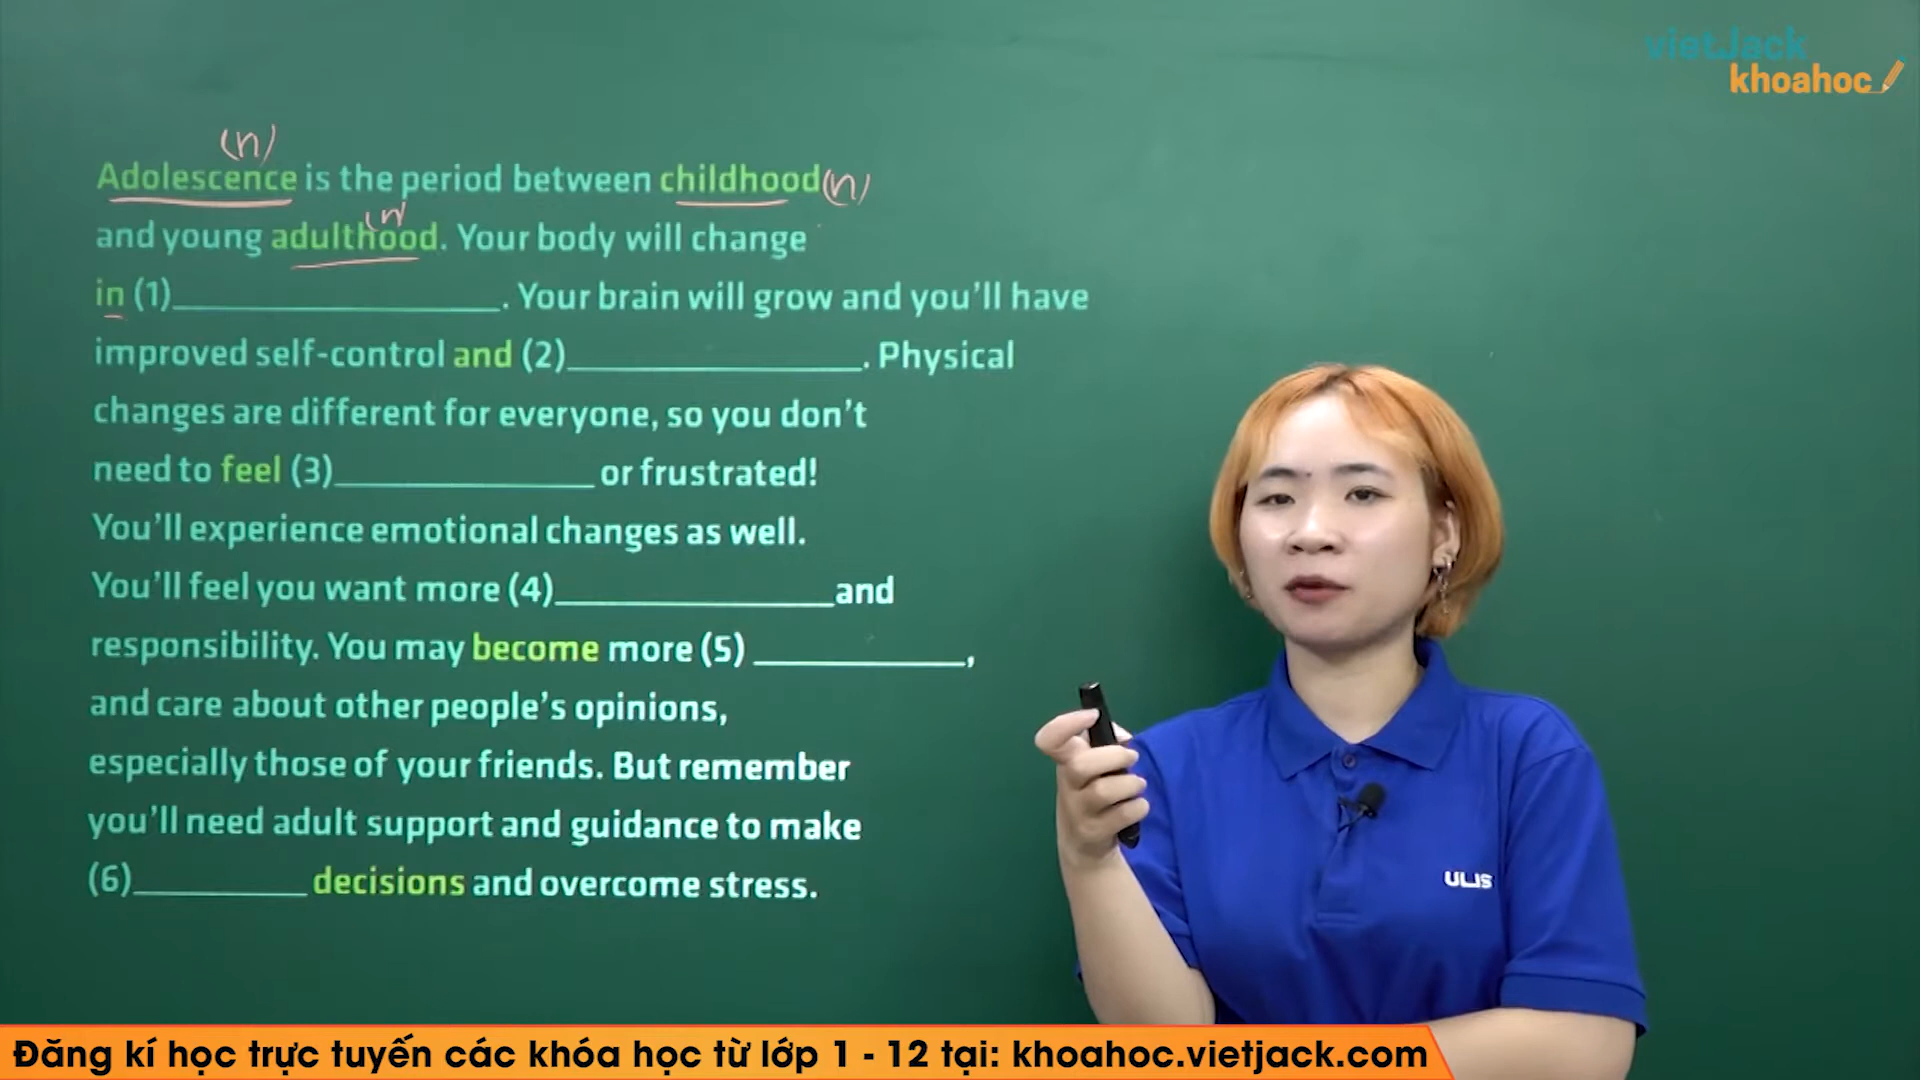 vietJack
khoahoc
(n)
Adolescence is the period between childhood (n)
(n)
and young adulthood. Your body will change
in (1)____________________. Your brain will grow and you'll have
improved self-control and (2)__________________. Physical
changes are different for everyone, so you don't
need to feel (3)________________ or frustrated!
You'll experience emotional changes as well.
You'll feel you want more (4)_________________and
responsibility. You may become more (5) _____________,
and care about other people's opinions,
especially those of your friends. But remember
you'll need adult support and guidance to make
(6)___________ decisions and overcome stress.
ULIS
Đăng kí học trực tuyến các khóa học từ lớp 1 - 12 tại: khoahoc.vietjack.com